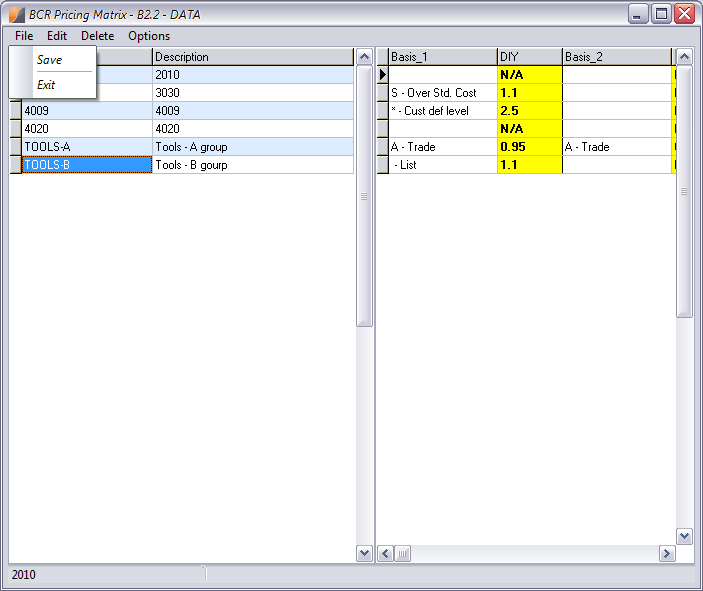 BCR Pricing Matrix - B2.2 - DATA
File Edit Delete Options
Save
Exit
Description Basis_1 DIY Basis_2
2010 N/A
3030 S - Over Std. Cost 1.1
4009 4009 * - Cust def level 2.5
4020 4020 N/A
TOOLS-A Tools - A group A - Trade 0.95 A - Trade
TOOLS-B Tools - B gourp - List 1.1
2010